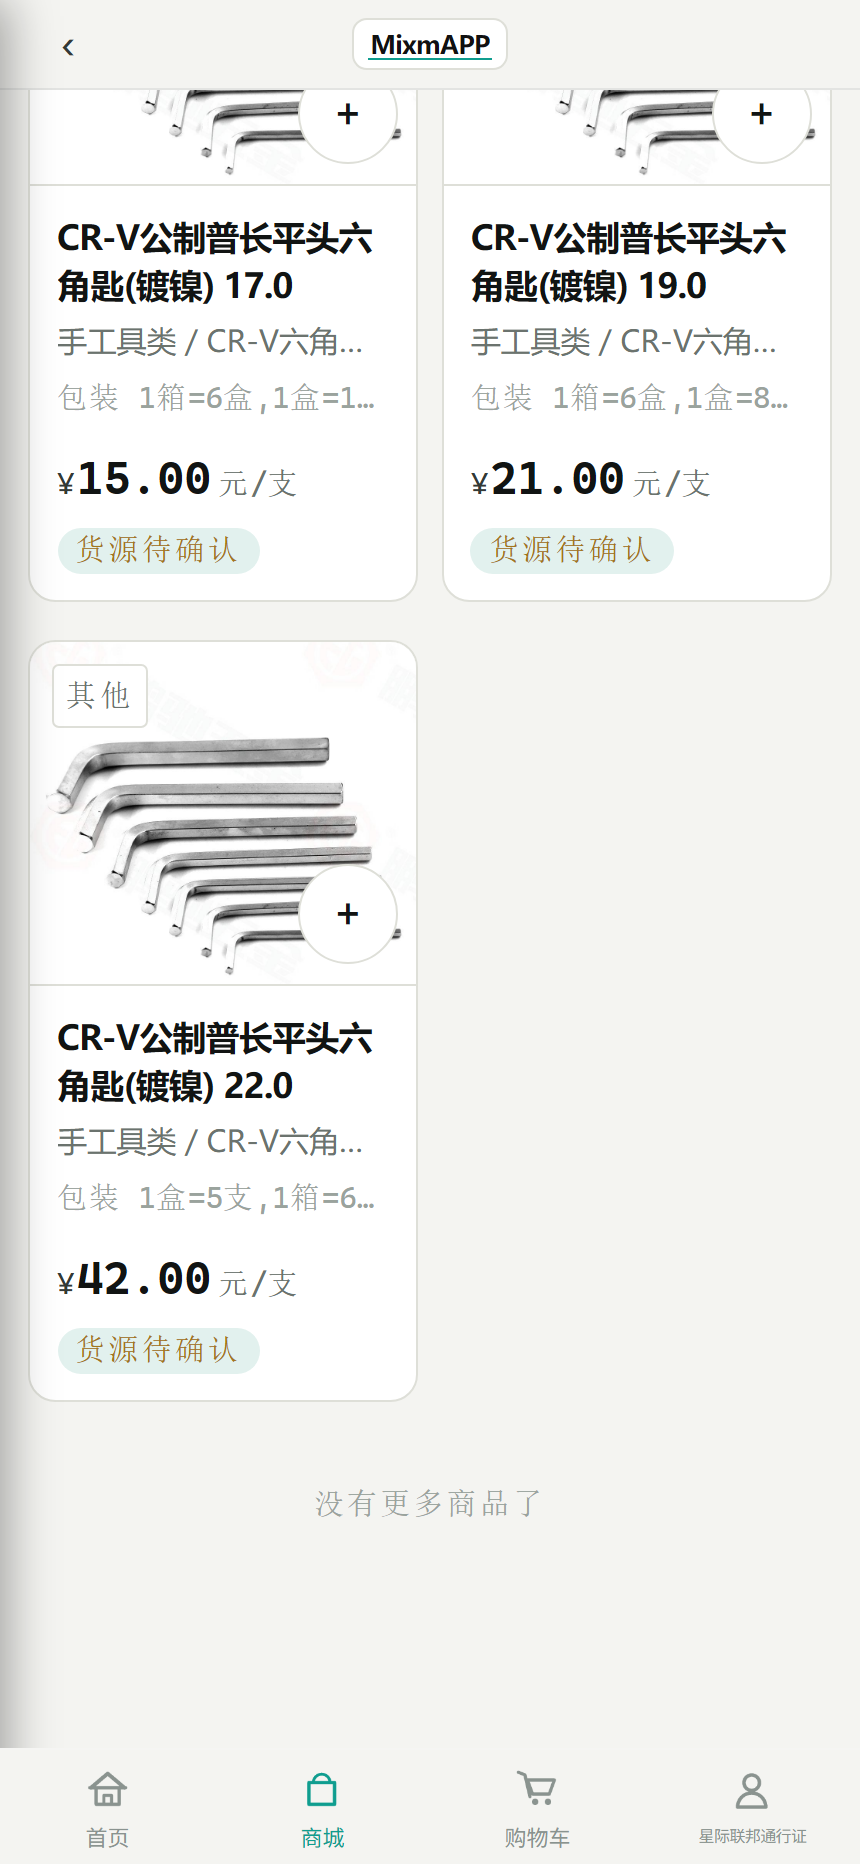 MixmAPP
CR-V公制普长平头六
角匙(镀镍) 17.0
手工具类 / CR-V六角...
包装 1箱=6盒,1盒=1…
¥15.00 元/支
货源待确认
CR-V公制普长平头六
角匙(镀镍) 19.0
手工具类 / CR-V六角...
包装 1箱=6盒,1盒=8…
¥21.00 元/支
货源待确认
其他
CR-V公制普长平头六
角匙(镀镍) 22.0
手工具类 / CR-V六角...
包装 1盒=5支,1箱=6…
¥42.00 元/支
货源待确认
没有更多商品了
首页
商城
购物车
星际联邦通行证